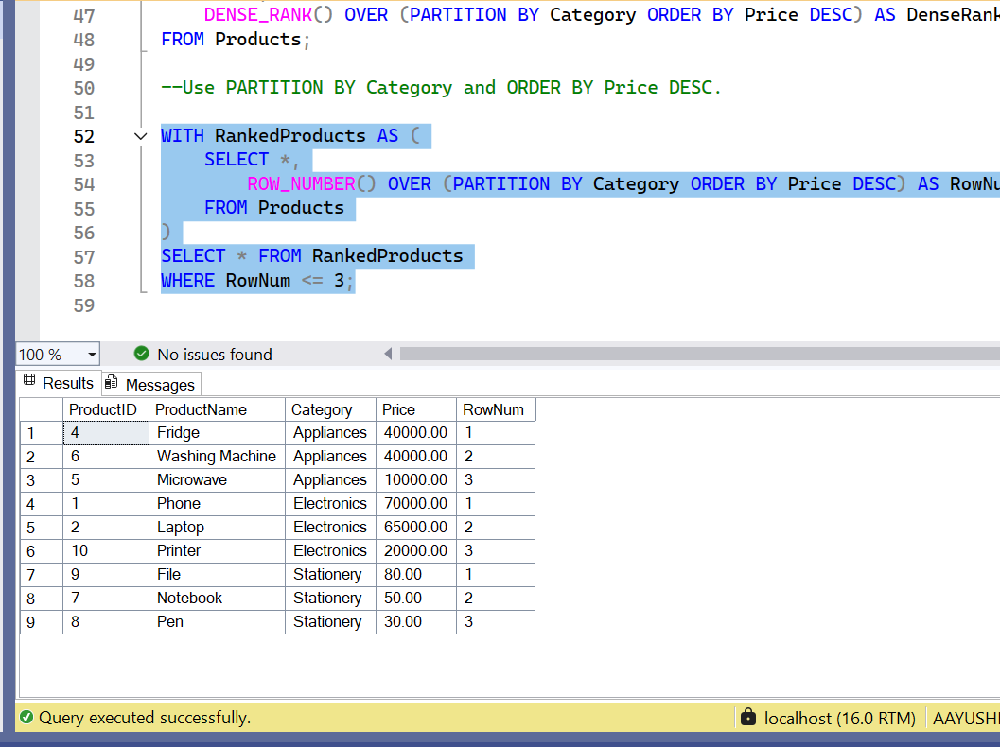 47 DENSE_RANK() OVER (PARTITION BY Category ORDER BY Price DESC) AS DenseRank
48 FROM Products;
49
50 --Use PARTITION BY Category and ORDER BY Price DESC.
51
52 WITH RankedProducts AS (
53 SELECT *,
54 ROW_NUMBER() OVER (PARTITION BY Category ORDER BY Price DESC) AS RowNu
55 FROM Products
56 )
57 SELECT * FROM RankedProducts
58 WHERE RowNum <= 3;
59
100 % No issues found
Results Messages
ProductID ProductName Category Price RowNum
1 4 Fridge Appliances 40000.00 1
2 6 Washing Machine Appliances 40000.00 2
3 5 Microwave Appliances 10000.00 3
4 1 Phone Electronics 70000.00 1
5 2 Laptop Electronics 65000.00 2
6 10 Printer Electronics 20000.00 3
7 9 File Stationery 80.00 1
8 7 Notebook Stationery 50.00 2
9 8 Pen Stationery 30.00 3
Query executed successfully. localhost (16.0 RTM) AAYUSHI